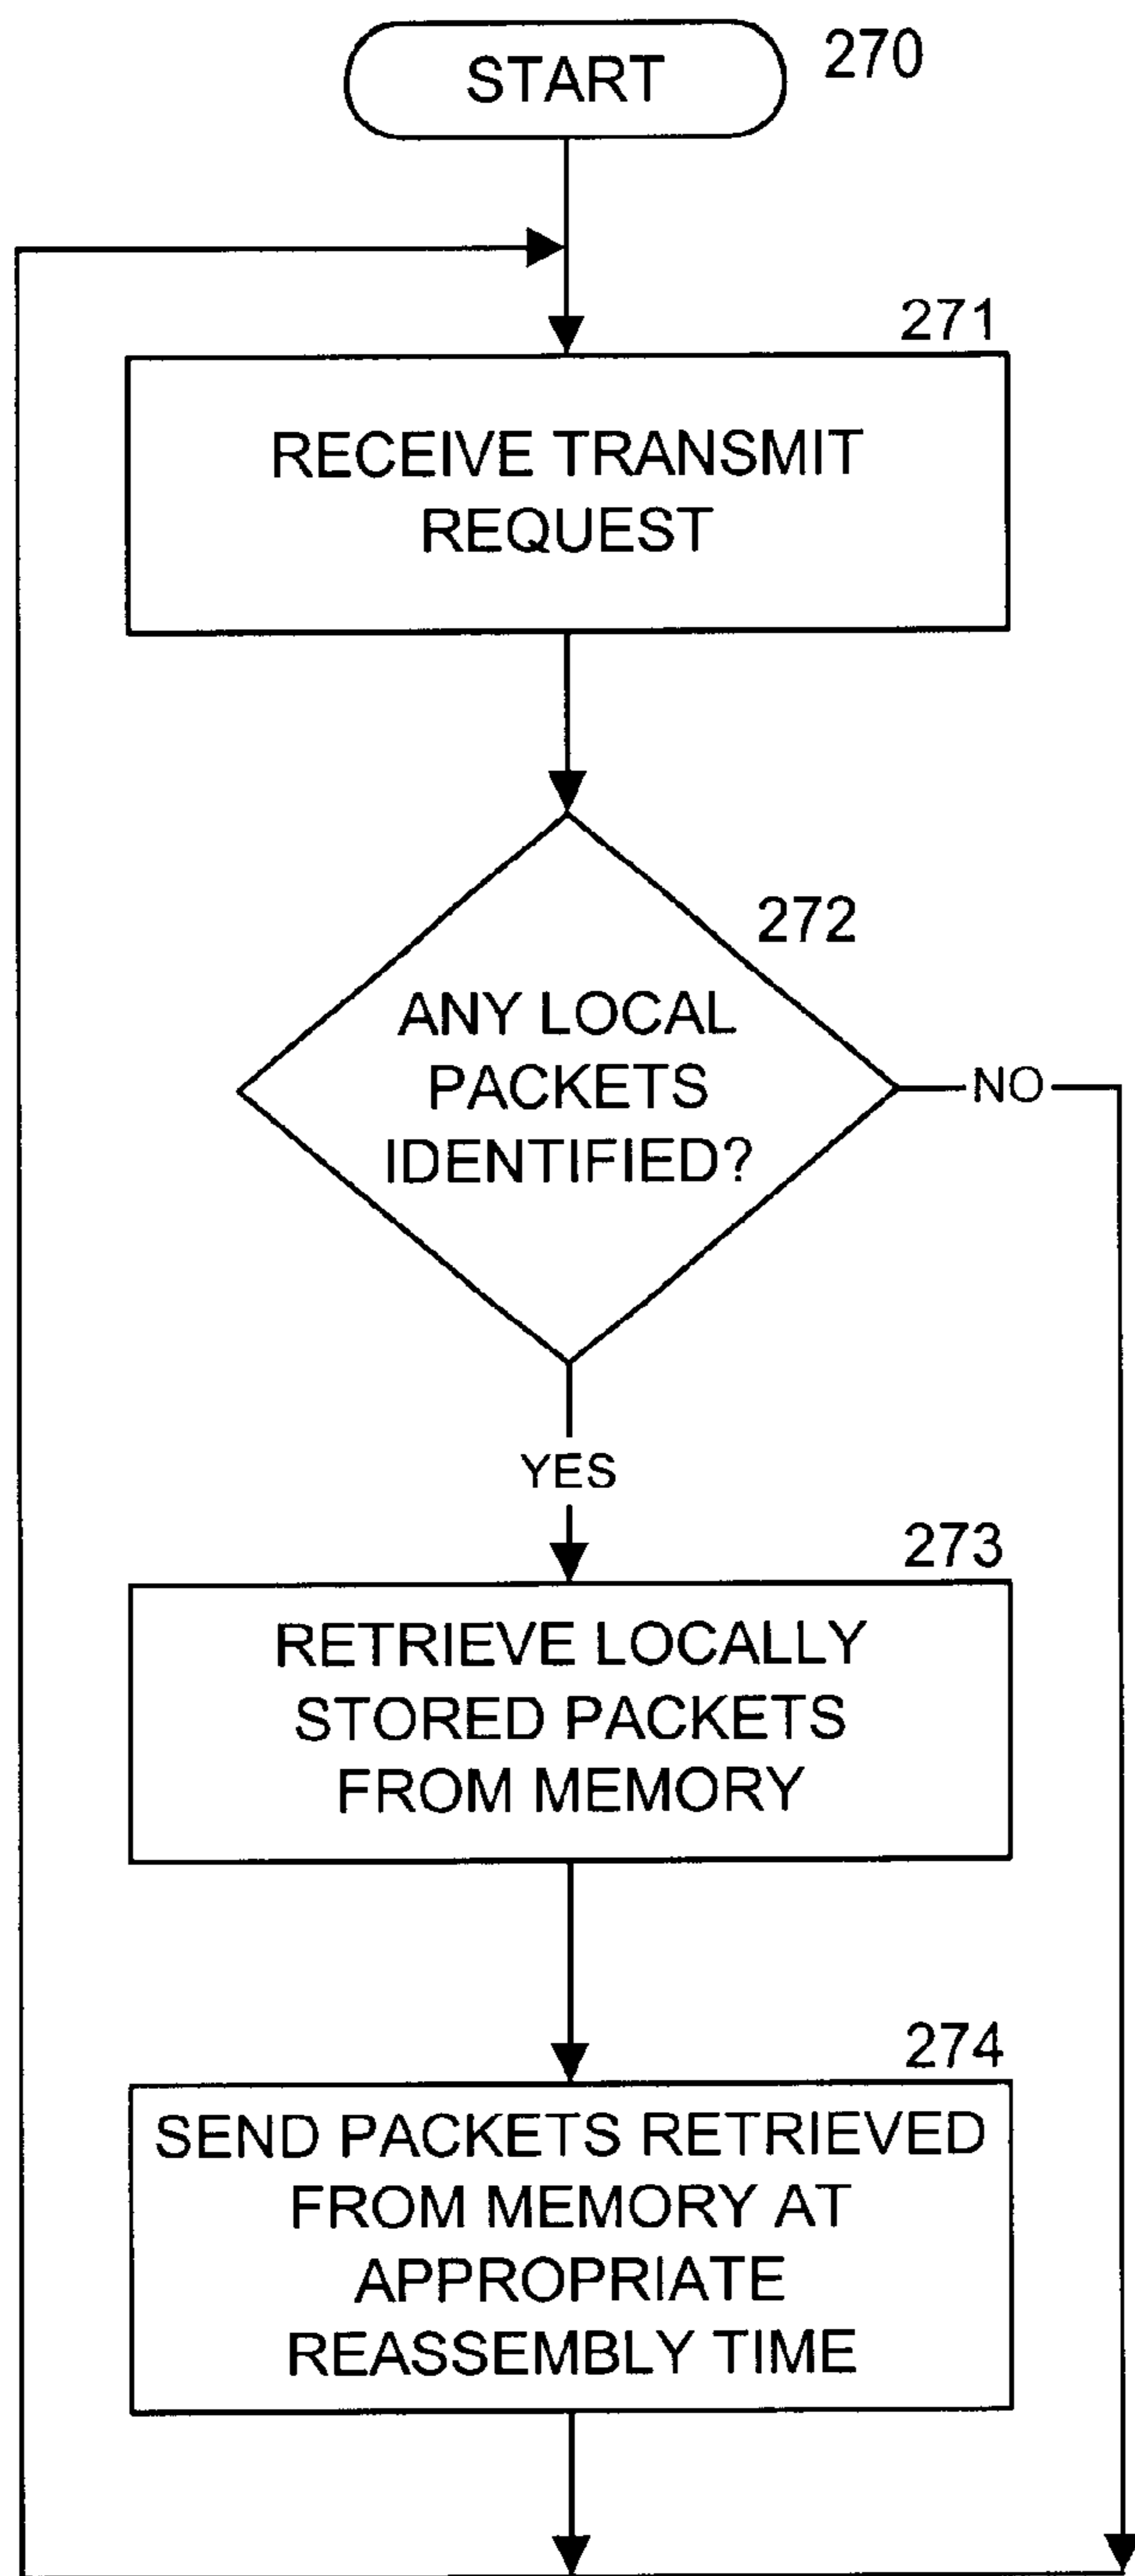 START
270
271
RECEIVE TRANSMIT
REQUEST
272
ANY LOCAL
PACKETS
IDENTIFIED?
NO
YES
273
RETRIEVE LOCALLY
STORED PACKETS
FROM MEMORY
274
SEND PACKETS RETRIEVED
FROM MEMORY AT
APPROPRIATE
REASSEMBLY TIME